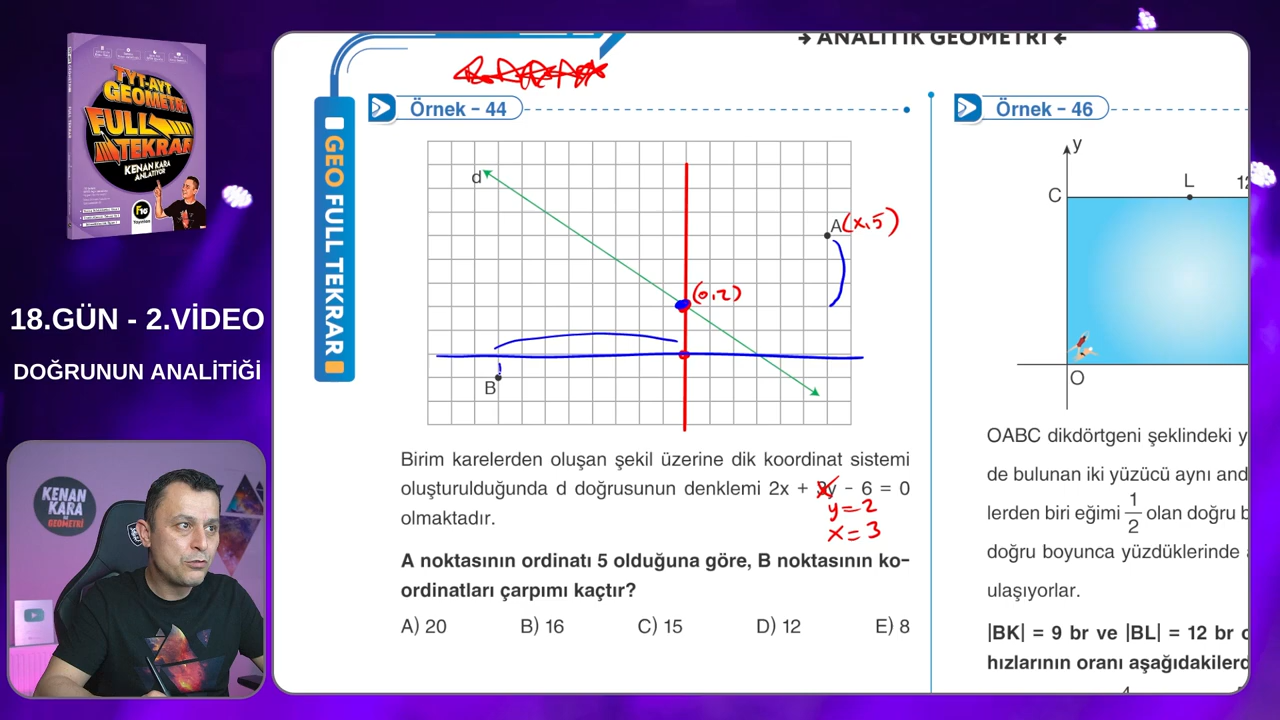 TYT-AYT
GEOMETRİ
FULL
TEKRAR
KENAN KARA
ANLATIYOR
18.GÜN - 2.VİDEO
DOĞRUNUN ANALİTİĞİ
KENAN
KARA
GEOMETRİ
GEO FULL TEKRAR
→ ANALİTİK GEOMETRİ ←
Örnek – 44
d
A(x,5)
(0,2)
B
Birim karelerden oluşan şekil üzerine dik koordinat sistemi
oluşturulduğunda d doğrusunun denklemi 2x + 3y – 6 = 0
olmaktadır.
y=2
x=3
A noktasının ordinatı 5 olduğuna göre, B noktasının ko-
ordinatları çarpımı kaçtır?
A) 20 B) 16 C) 15 D) 12 E) 8
Örnek – 46
y
C
L
12
O
OABC dikdörtgeni şeklindeki y
de bulunan iki yüzücü aynı and
lerden biri eğimi 1/2 olan doğru b
doğru boyunca yüzdüklerinde a
ulaşıyorlar.
|BK| = 9 br ve |BL| = 12 br o
hızlarının oranı aşağıdakilerd